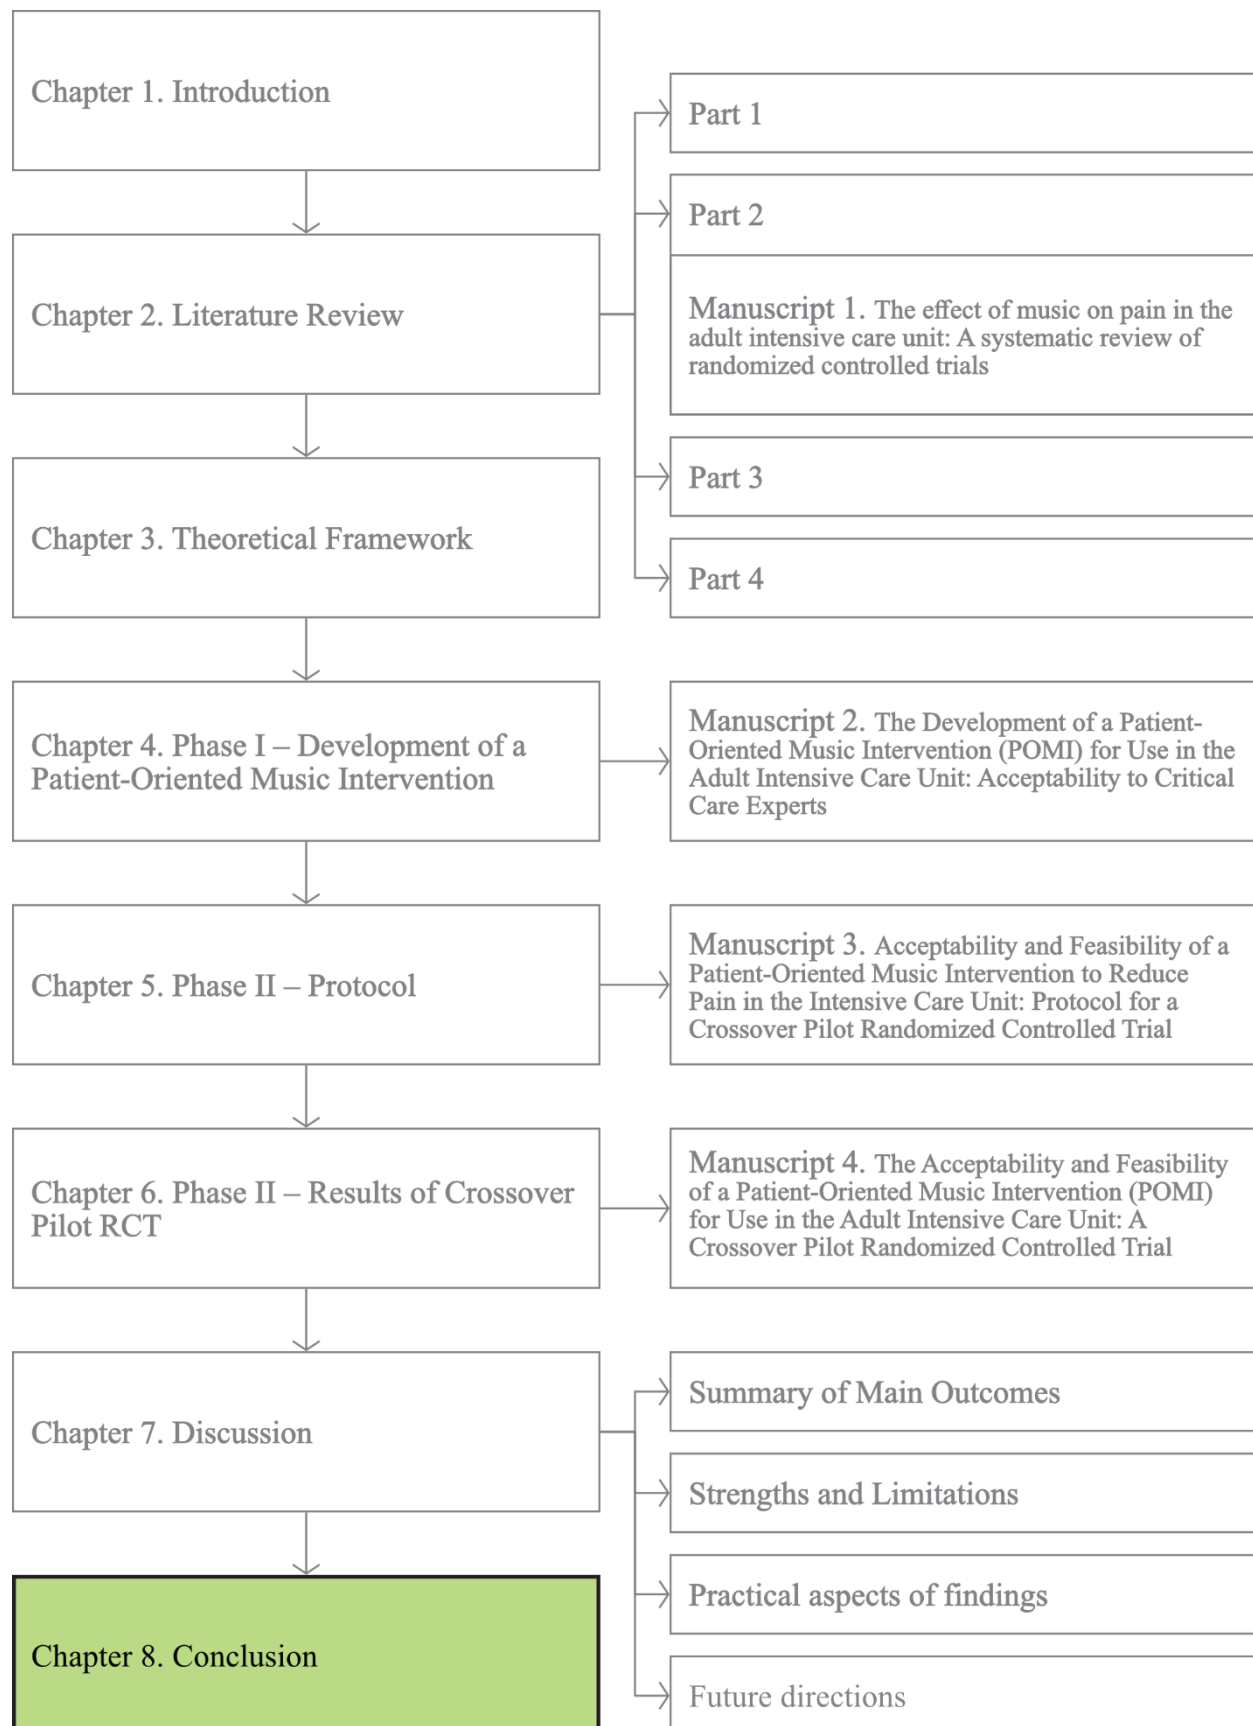 Chapter 1. Introduction
Part 1
Part 2
Chapter 2. Literature Review
Manuscript 1. The effect of music on pain in the
adult intensive care unit: A systematic review of
randomized controlled trials
Part 3
Chapter 3. Theoretical Framework
Part 4
Chapter 4. Phase I – Development of a
Patient-Oriented Music Intervention
Manuscript 2. The Development of a Patient-
Oriented Music Intervention (POMI) for Use in the
Adult Intensive Care Unit: Acceptability to Critical
Care Experts
Chapter 5. Phase II – Protocol
Manuscript 3. Acceptability and Feasibility of a
Patient-Oriented Music Intervention to Reduce
Pain in the Intensive Care Unit: Protocol for a
Crossover Pilot Randomized Controlled Trial
Chapter 6. Phase II – Results of Crossover
Pilot RCT
Manuscript 4. The Acceptability and Feasibility
of a Patient-Oriented Music Intervention (POMI)
for Use in the Adult Intensive Care Unit: A
Crossover Pilot Randomized Controlled Trial
Chapter 7. Discussion
Summary of Main Outcomes
Strengths and Limitations
Practical aspects of findings
Chapter 8. Conclusion
Future directions